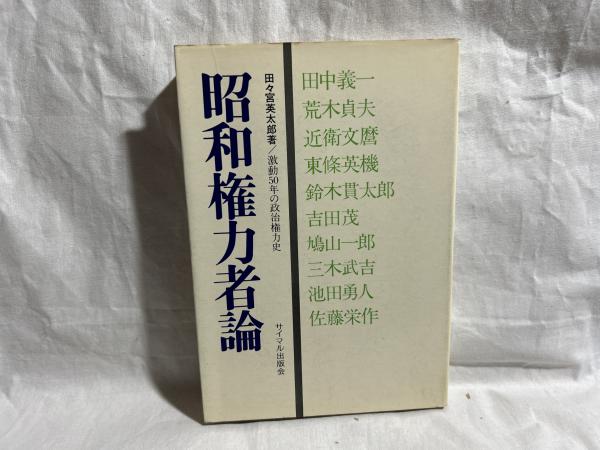 昭和権力者論
田々宮英太郎著/激動50年の政治権力史
サイマル出版会
田中義一
荒木貞夫
近衛文麿
東條英機
鈴木貫太郎
吉田茂
鳩山一郎
三木武吉
池田勇人
佐藤栄作